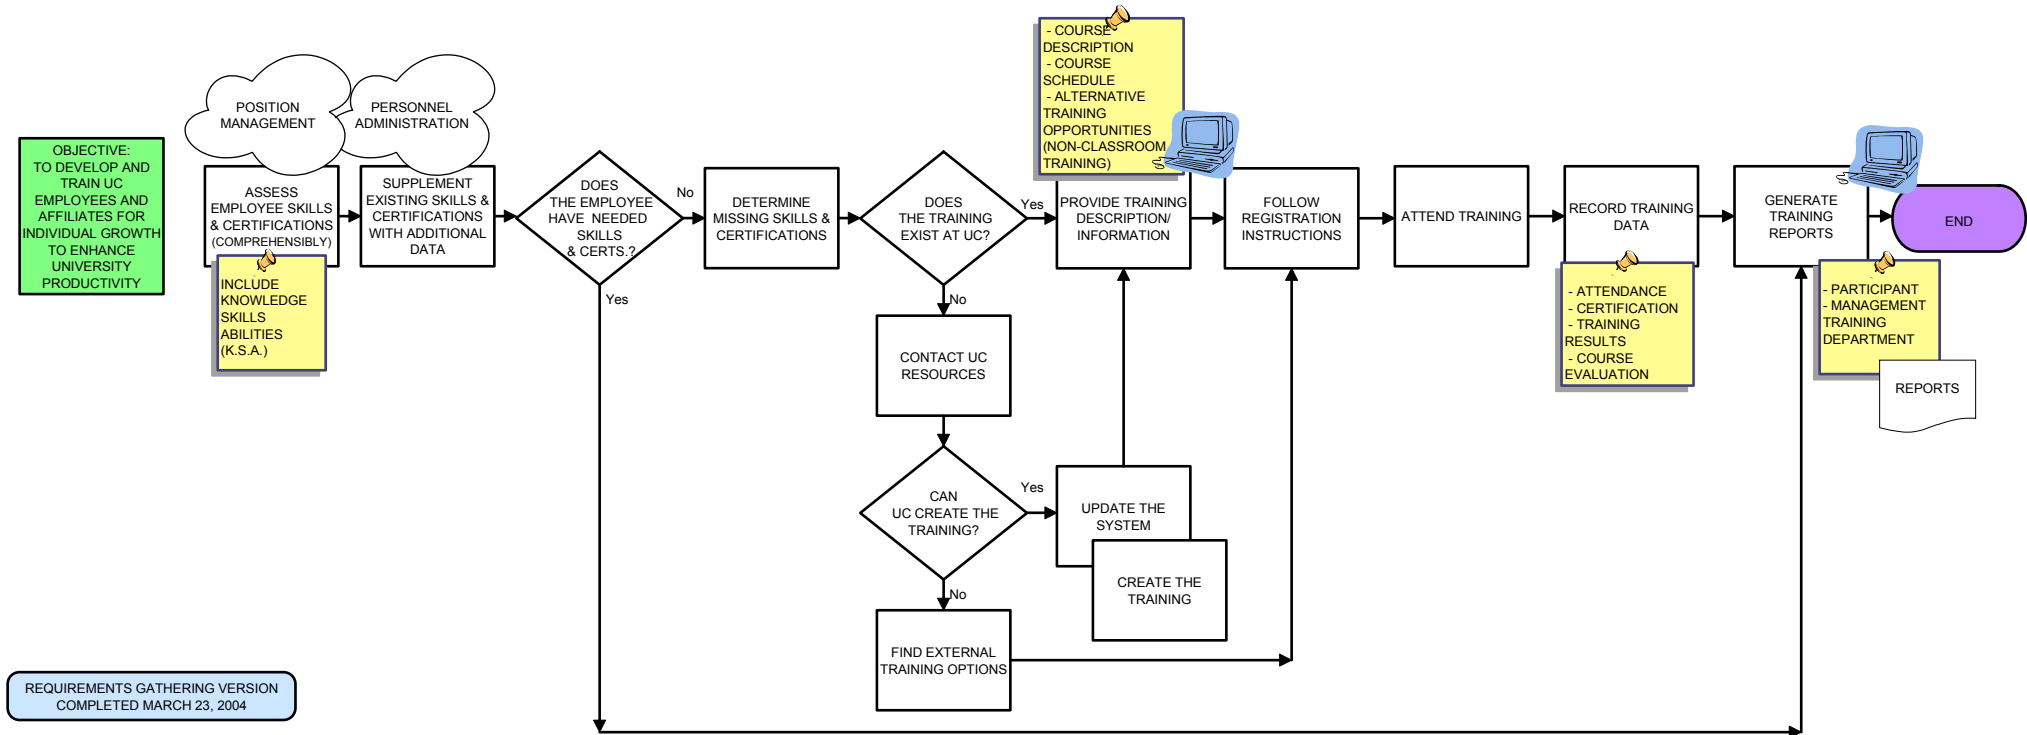 OBJECTIVE:
TO DEVELOP AND
TRAIN UC
EMPLOYEES AND
AFFILIATES FOR
INDIVIDUAL GROWTH
TO ENHANCE
UNIVERSITY
PRODUCTIVITY
POSITION
MANAGEMENT
PERSONNEL
ADMINISTRATION
ASSESS
EMPLOYEE SKILLS
& CERTIFICATIONS
(COMPREHENSIBLY)
INCLUDE
KNOWLEDGE
SKILLS
ABILITIES
(K.S.A.)
SUPPLEMENT
EXISTING SKILLS &
CERTIFICATIONS
WITH ADDITIONAL
DATA
DOES
THE EMPLOYEE
HAVE NEEDED
SKILLS
& CERTS.?
No
Yes
DETERMINE
MISSING SKILLS &
CERTIFICATIONS
DOES
THE TRAINING
EXIST AT UC?
Yes
No
- COURSE
DESCRIPTION
- COURSE
SCHEDULE
- ALTERNATIVE
TRAINING
OPPORTUNITIES
(NON-CLASSROOM
TRAINING)
PROVIDE TRAINING
DESCRIPTION/
INFORMATION
FOLLOW
REGISTRATION
INSTRUCTIONS
ATTEND TRAINING
RECORD TRAINING
DATA
- ATTENDANCE
- CERTIFICATION
- TRAINING
RESULTS
- COURSE
EVALUATION
GENERATE
TRAINING
REPORTS
END
- PARTICIPANT
- MANAGEMENT
TRAINING
DEPARTMENT
REPORTS
CONTACT UC
RESOURCES
CAN
UC CREATE THE
TRAINING?
Yes
No
UPDATE THE
SYSTEM
CREATE THE
TRAINING
FIND EXTERNAL
TRAINING OPTIONS
REQUIREMENTS GATHERING VERSION
COMPLETED MARCH 23, 2004